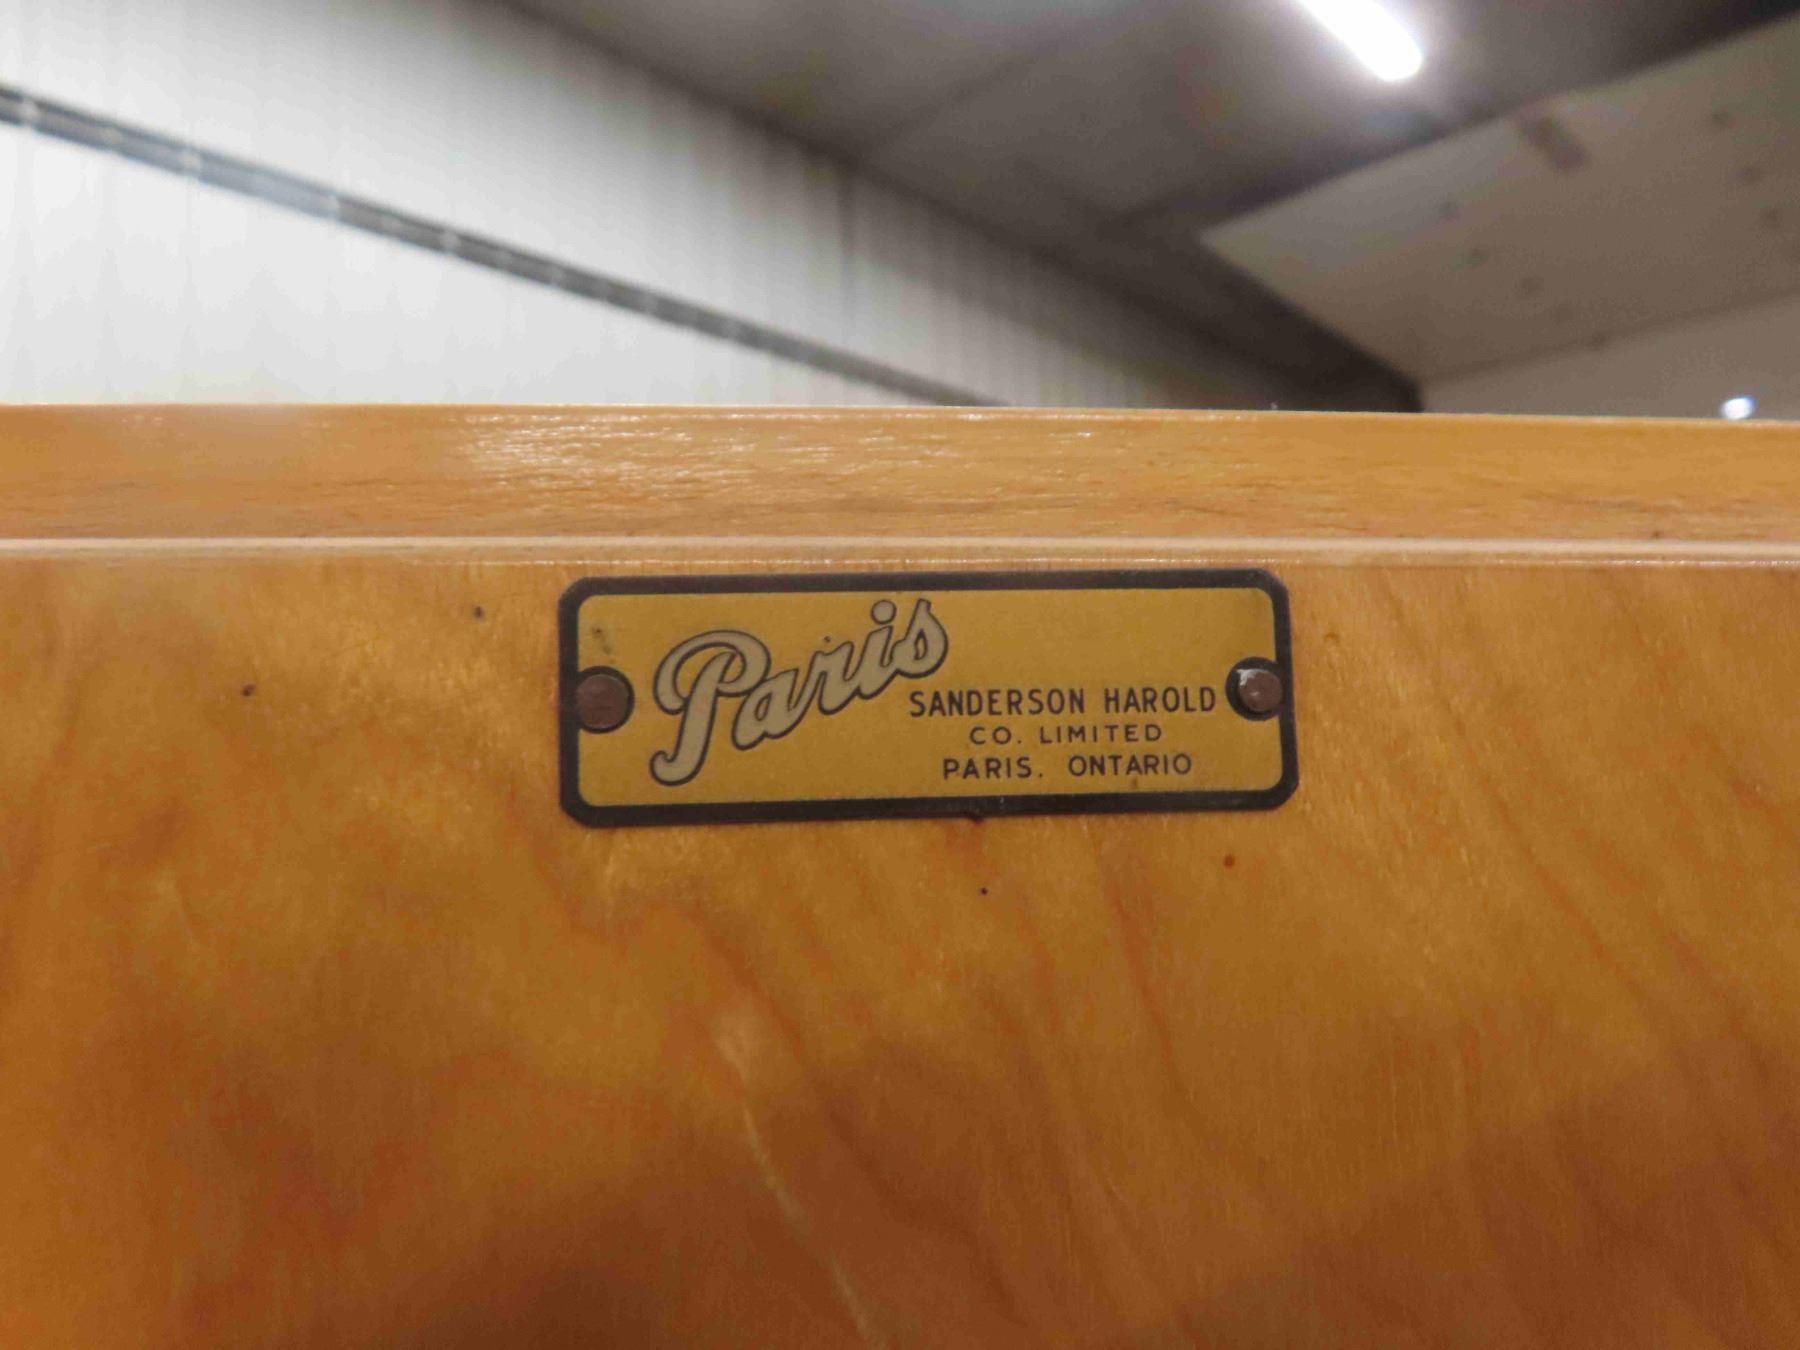 Paris
SANDERSON HAROLD
CO. LIMITED
PARIS. ONTARIO